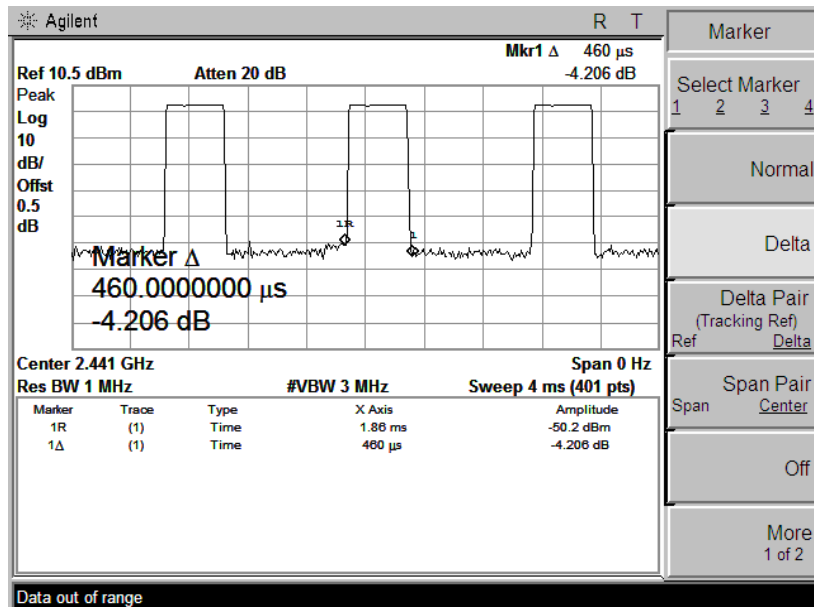 Agilent R T
Mkr1 Δ 460 µs
Ref 10.5 dBm Atten 20 dB -4.206 dB
Peak
Log
10
dB/
Offst
0.5
dB
1R
1
Marker Δ
460.0000000 µs
-4.206 dB
Center 2.441 GHz Span 0 Hz
Res BW 1 MHz #VBW 3 MHz Sweep 4 ms (401 pts)
Marker Trace Type X Axis Amplitude
1R (1) Time 1.86 ms -50.2 dBm
1Δ (1) Time 460 µs -4.206 dB
Data out of range
Marker
Select Marker
1 2 3 4
Normal
Delta
Delta Pair
(Tracking Ref)
Ref Delta
Span Pair
Span Center
Off
More
1 of 2